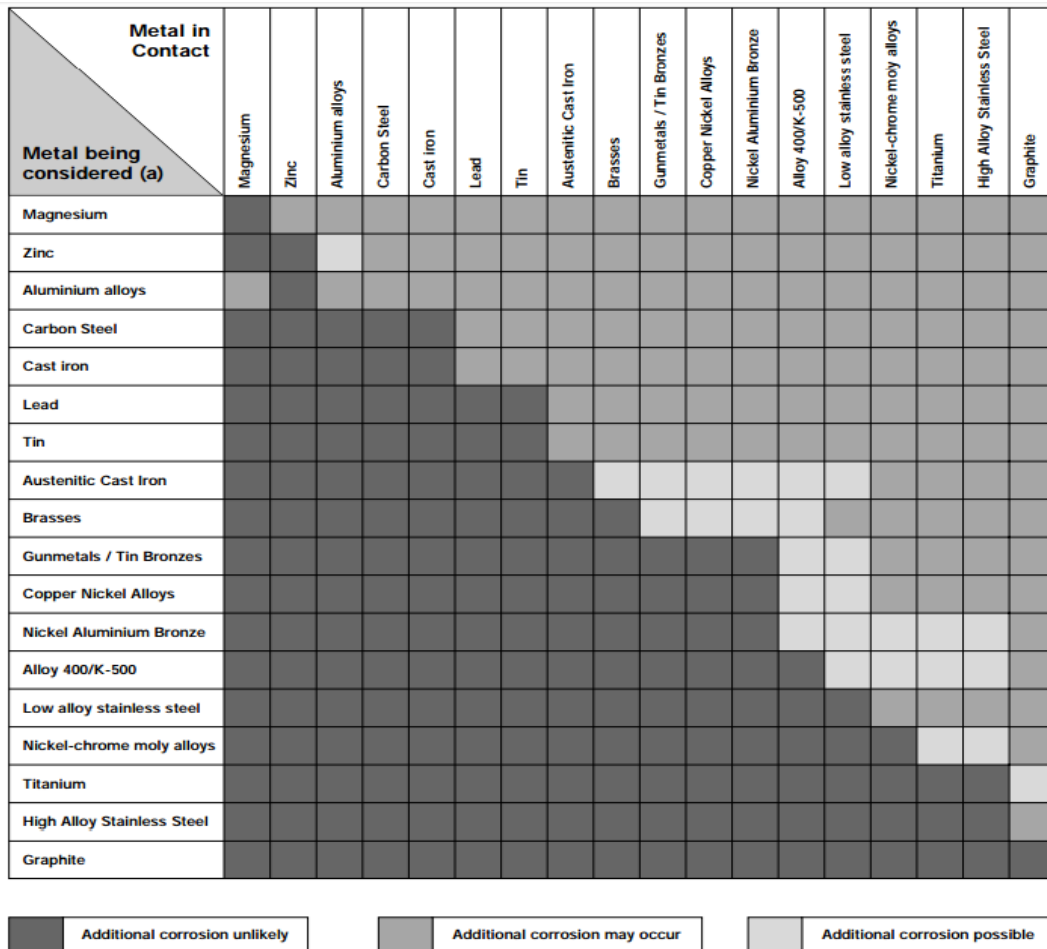 Metal in
Contact
Metal being
considered (a)
Magnesium
Zinc
Aluminium alloys
Carbon Steel
Cast iron
Lead
Tin
Austenitic Cast Iron
Brasses
Gunmetals / Tin Bronzes
Copper Nickel Alloys
Nickel Aluminium Bronze
Alloy 400/K-500
Low alloy stainless steel
Nickel-chrome moly alloys
Titanium
High Alloy Stainless Steel
Graphite
Magnesium
Zinc
Aluminium alloys
Carbon Steel
Cast iron
Lead
Tin
Austenitic Cast Iron
Brasses
Gunmetals / Tin Bronzes
Copper Nickel Alloys
Nickel Aluminium Bronze
Alloy 400/K-500
Low alloy stainless steel
Nickel-chrome moly alloys
Titanium
High Alloy Stainless Steel
Graphite
Additional corrosion unlikely
Additional corrosion may occur
Additional corrosion possible